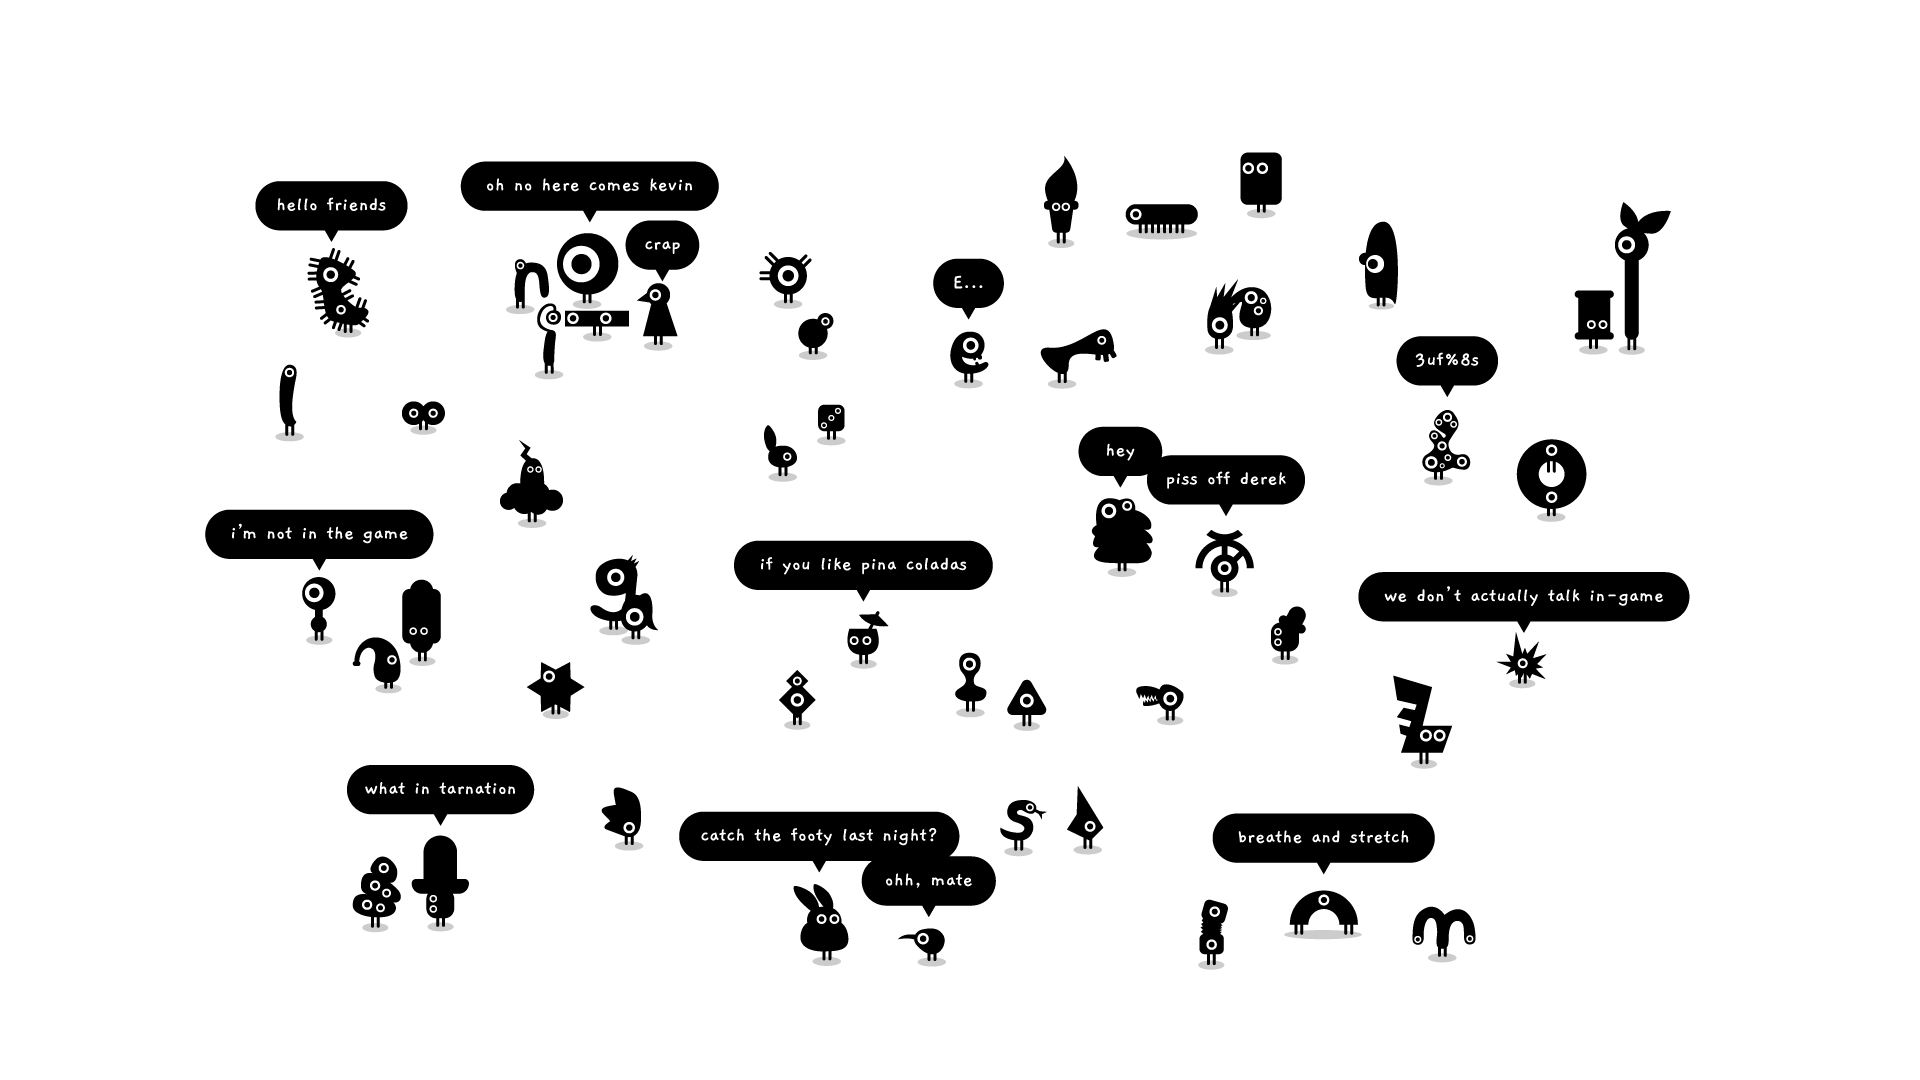 hello friends
oh no here comes kevin
crap
E...
3uf%8s
hey
piss off derek
i'm not in the game
if you like pina coladas
we don't actually talk in-game
what in tarnation
catch the footy last night?
ohh, mate
breathe and stretch